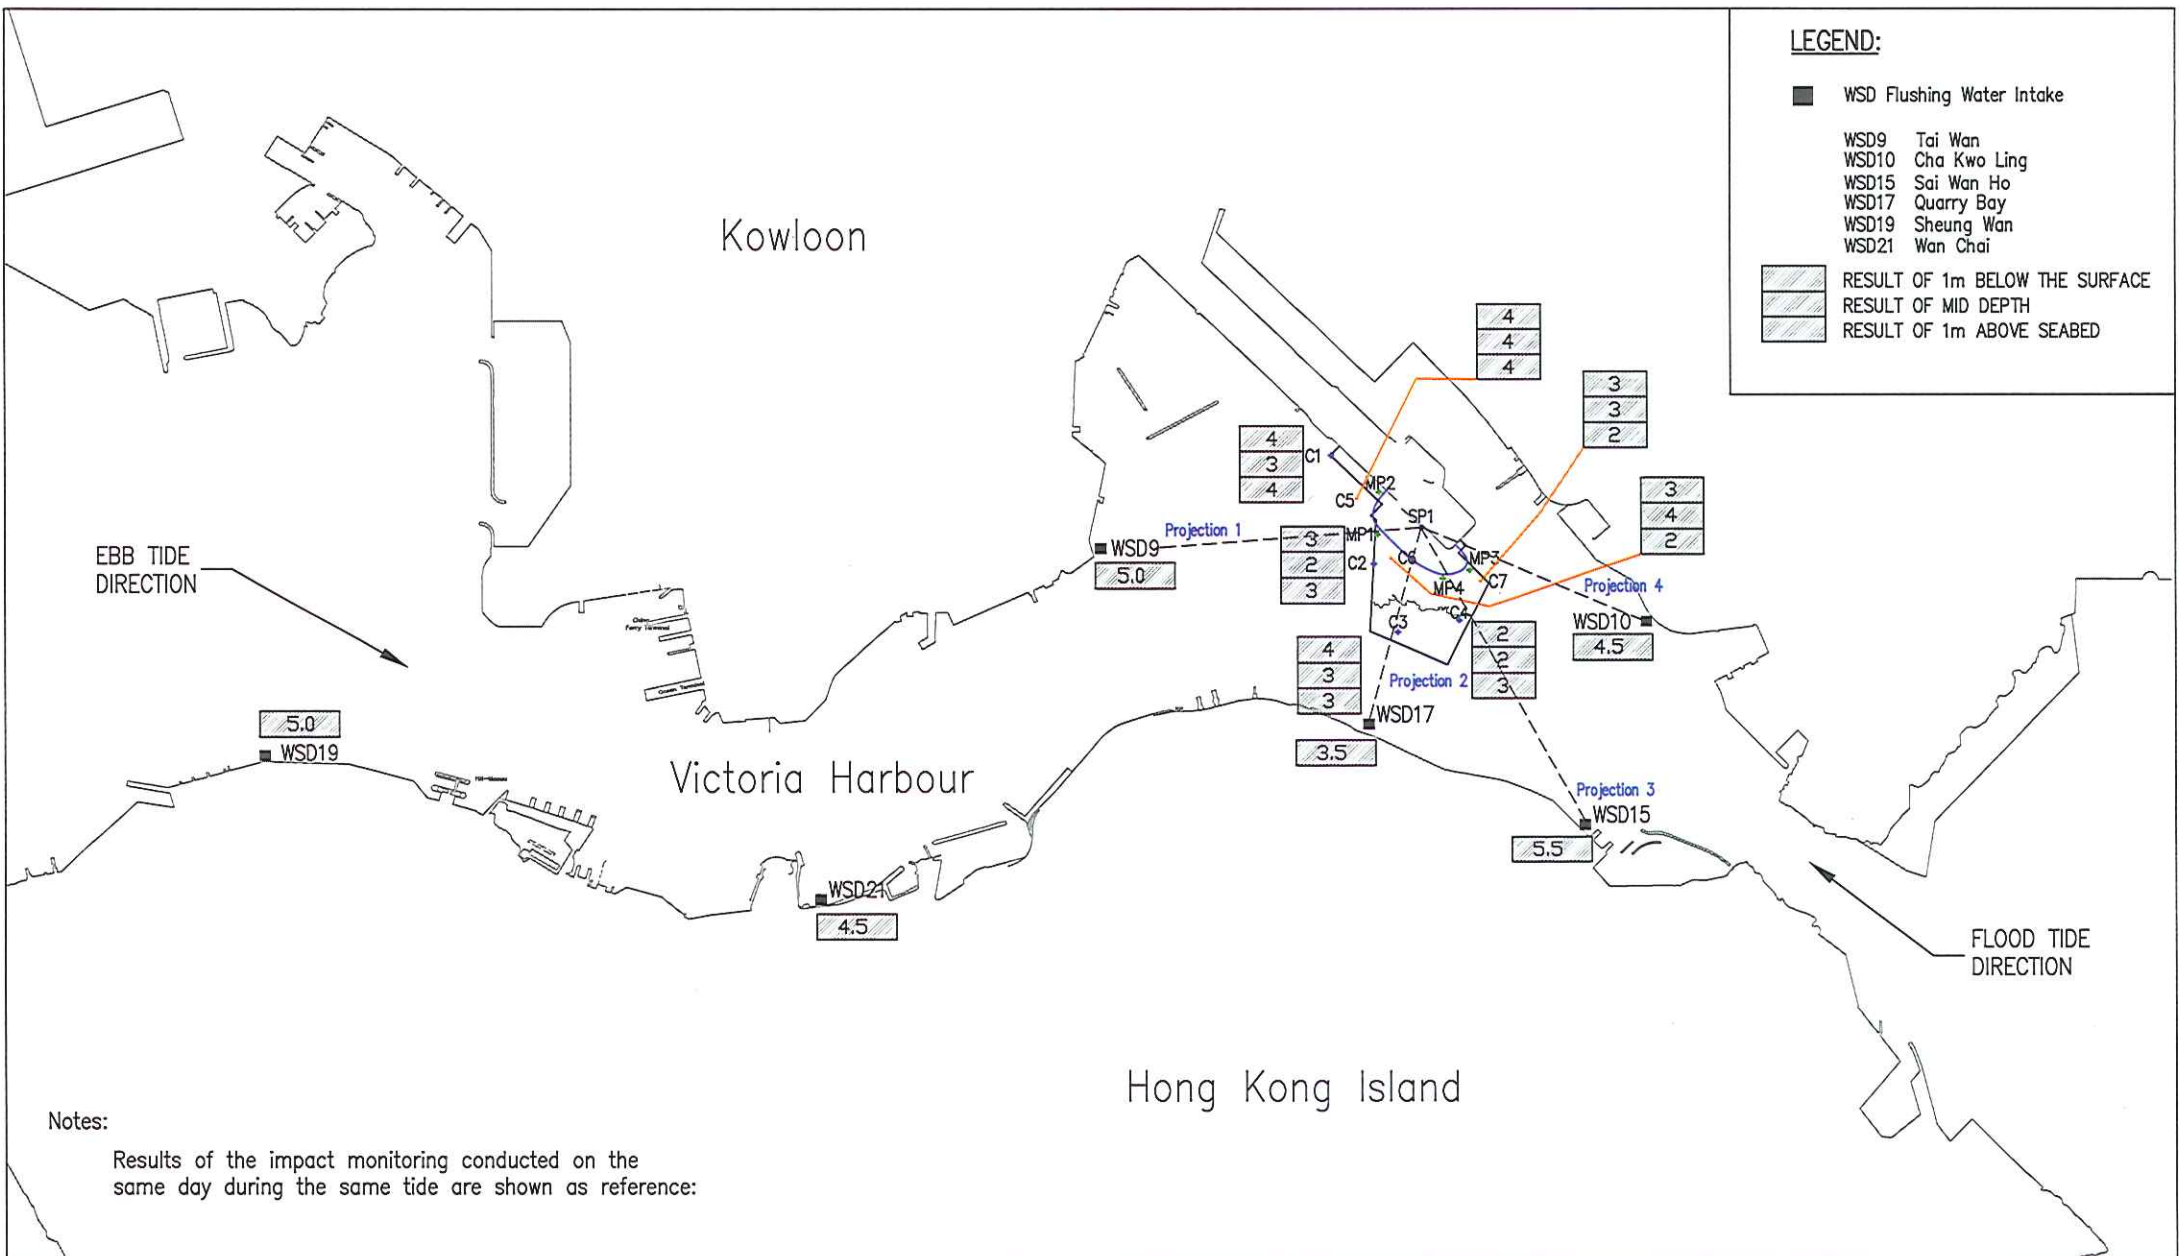 LEGEND:
WSD Flushing Water Intake
WSD9 Tai Wan
WSD10 Cha Kwo Ling
WSD15 Sai Wan Ho
WSD17 Quarry Bay
WSD19 Sheung Wan
WSD21 Wan Chai
RESULT OF 1m BELOW THE SURFACE
RESULT OF MID DEPTH
RESULT OF 1m ABOVE SEABED
Kowloon
4
4
4
3
3
2
4
3
4
C1
C5
MP2
3
4
2
SP1
Projection 1
MP1
WSD9
5.0
3
2
3
C2
C6
MP3
C7
MP4
Projection 4
EBB TIDE
DIRECTION
China
Ferry Terminal
Ocean Terminal
C3
C4
WSD10
4.5
4
3
3
2
2
3
Projection 2
WSD17
3.5
5.0
WSD19
Victoria Harbour
Projection 3
WSD15
5.5
WSD21
4.5
FLOOD TIDE
DIRECTION
Hong Kong Island
Notes:
Results of the impact monitoring conducted on the
same day during the same tide are shown as reference: